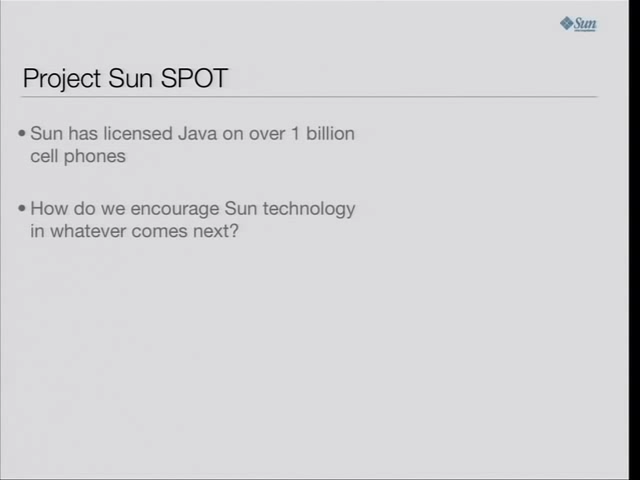 Sun
Project Sun SPOT
• Sun has licensed Java on over 1 billion
cell phones
• How do we encourage Sun technology
in whatever comes next?